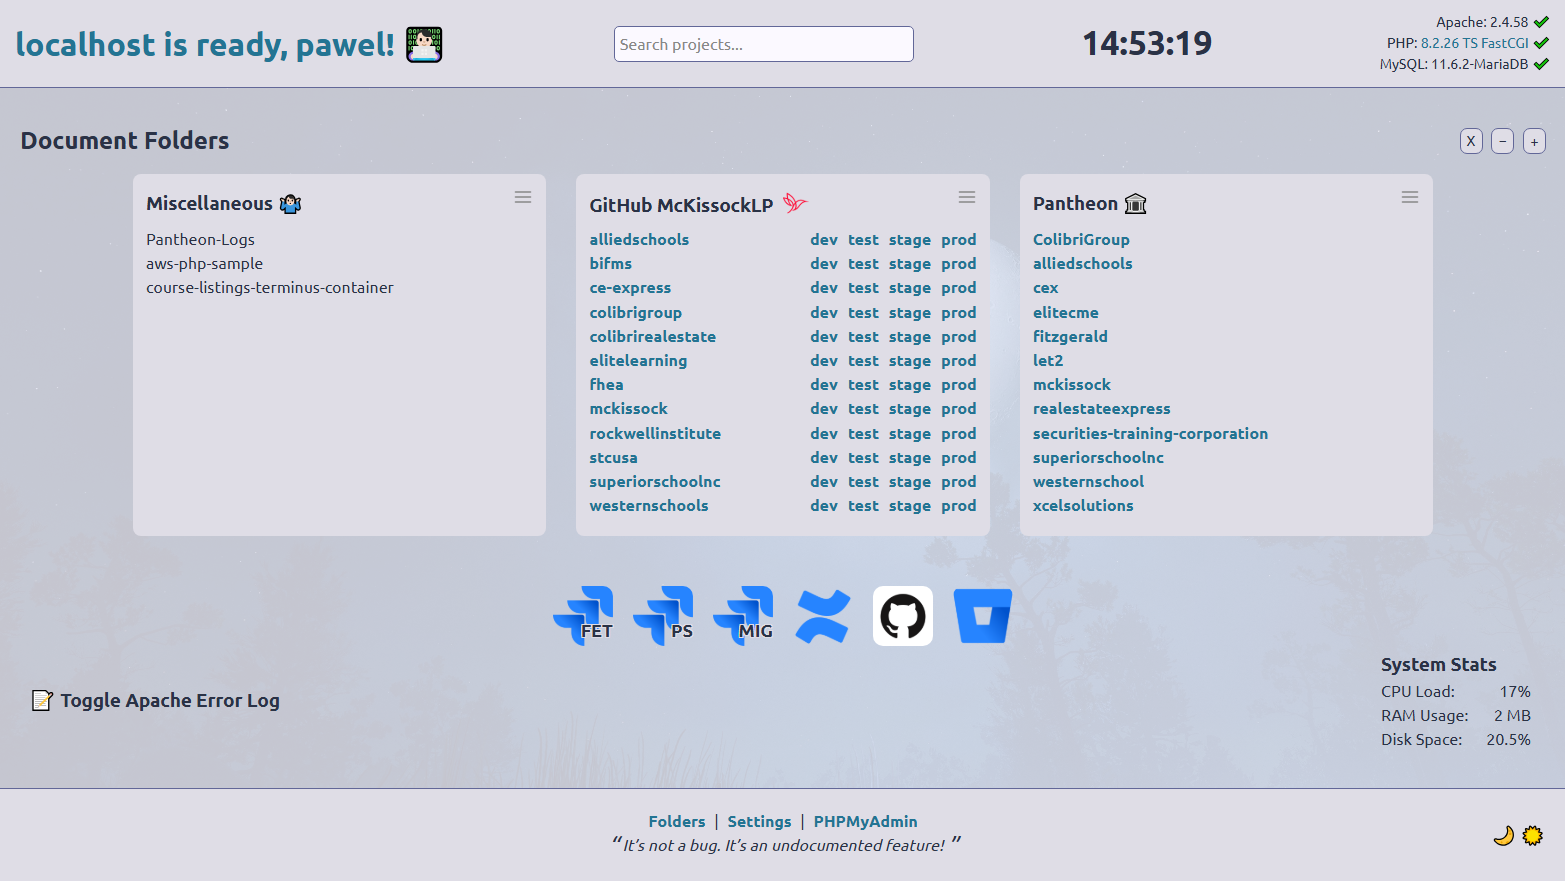 localhost is ready, pawel!
Search projects...
14:53:19
Apache: 2.4.58
PHP: 8.2.26 TS FastCGI
MySQL: 11.6.2-MariaDB
Document Folders
X − +
Miscellaneous
Pantheon-Logs
aws-php-sample
course-listings-terminus-container
GitHub McKissockLP
alliedschools dev test stage prod
bifms dev test stage prod
ce-express dev test stage prod
colibrigroup dev test stage prod
colibrirealestate dev test stage prod
elitelearning dev test stage prod
fhea dev test stage prod
mckissock dev test stage prod
rockwellinstitute dev test stage prod
stcusa dev test stage prod
superiorschoolnc dev test stage prod
westernschools dev test stage prod
Pantheon
ColibriGroup
alliedschools
cex
elitecme
fitzgerald
let2
mckissock
realestateexpress
securities-training-corporation
superiorschoolnc
westernschool
xcelsolutions
FET PS MIG
Toggle Apache Error Log
System Stats
CPU Load: 17%
RAM Usage: 2 MB
Disk Space: 20.5%
Folders | Settings | PHPMyAdmin
“It’s not a bug. It’s an undocumented feature! ”